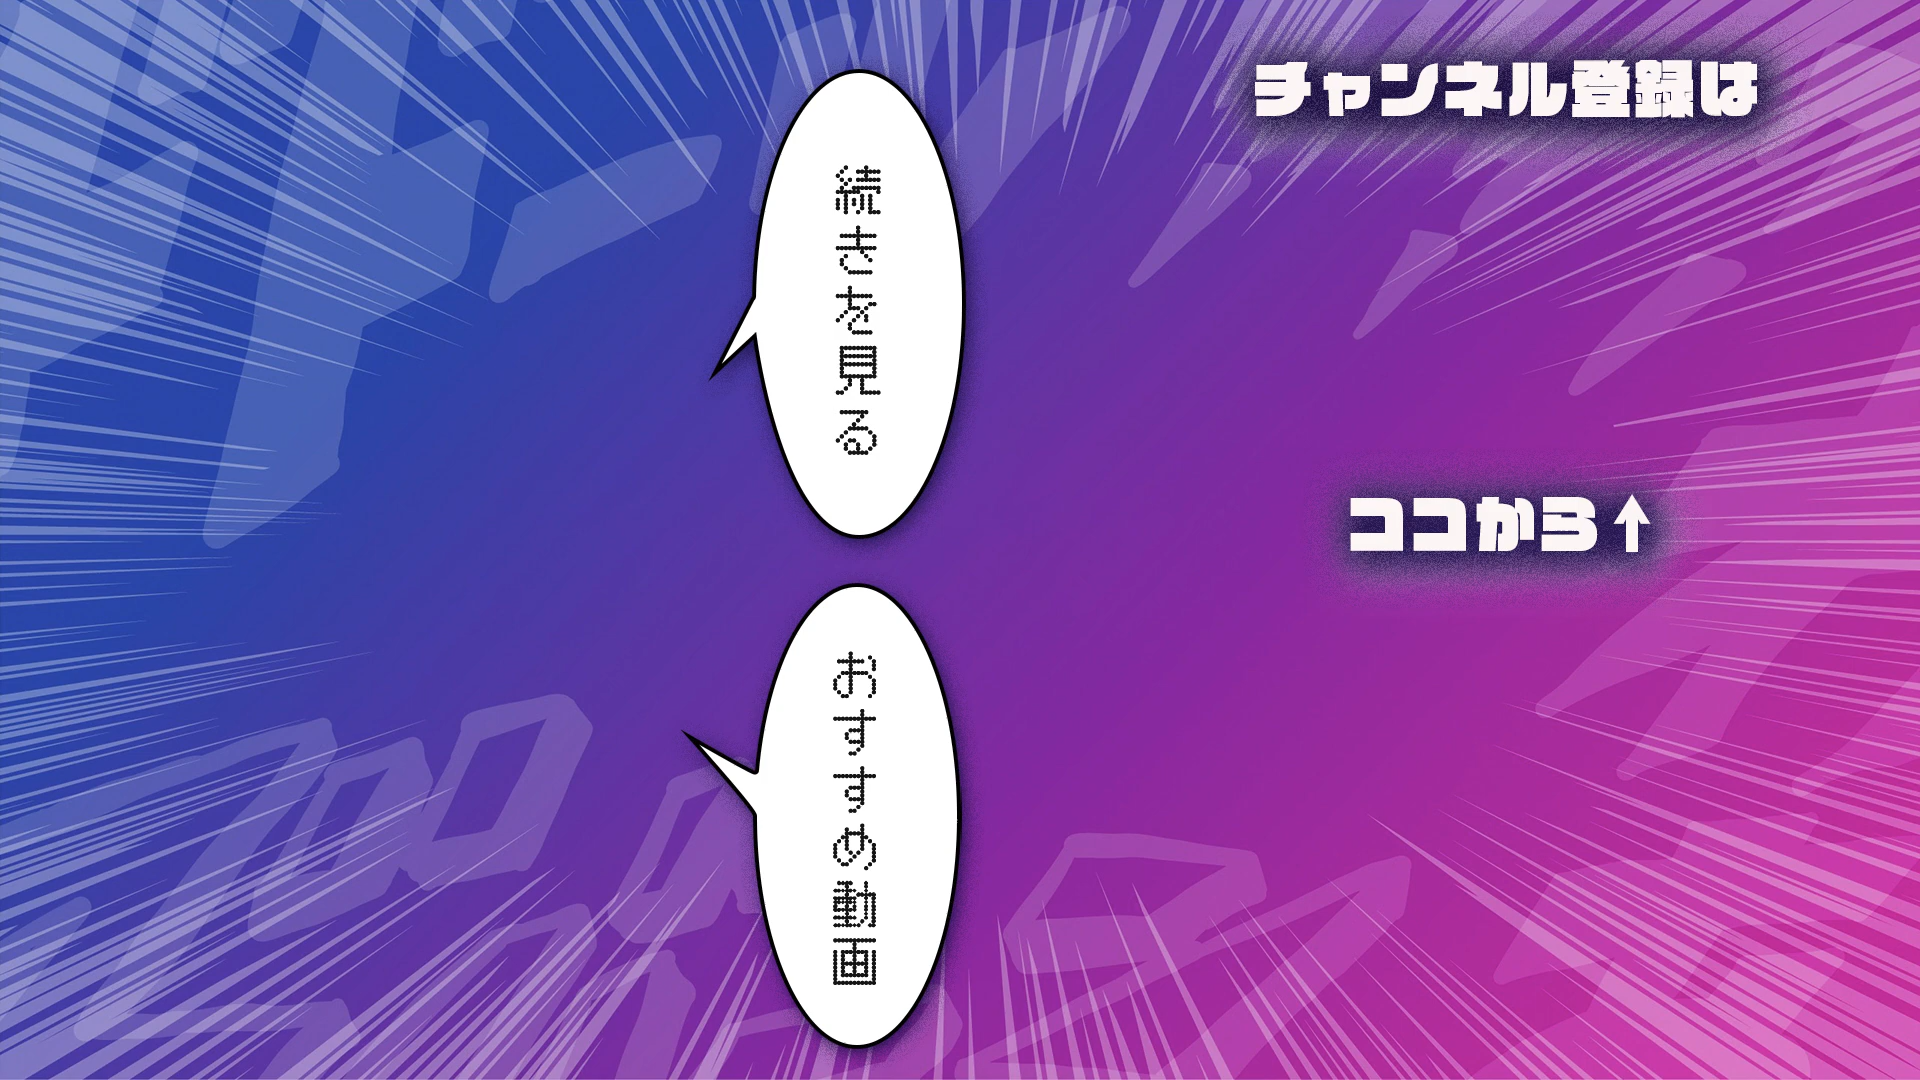 チャンネル登録は
ココから↑
続きを見る
おすすめ動画